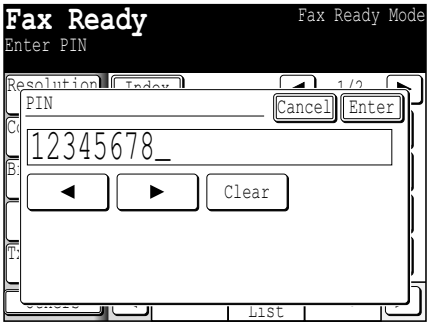 Fax Ready
Fax Ready Mode
Enter PIN
Resolution
Index
◄ 1/2 ►
PIN
Cancel
Enter
12345678_
◄ ► Clear
List